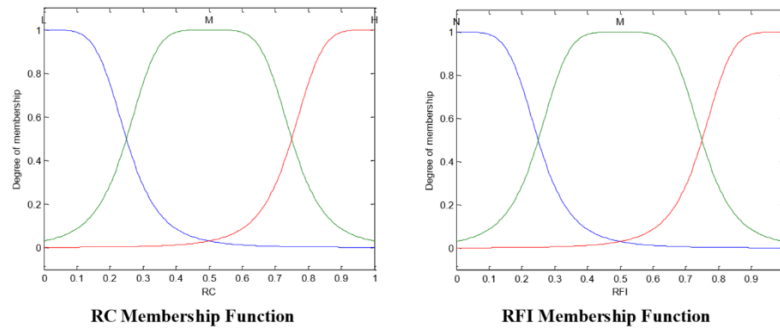 L M H
1
0.8
0.6
0.4
0.2
0
Degree of membership
0 0.1 0.2 0.3 0.4 0.5 0.6 0.7 0.8 0.9 1
RC
RC Membership Function
N M
1
0.8
0.6
0.4
0.2
0
Degree of membership
0 0.1 0.2 0.3 0.4 0.5 0.6 0.7 0.8 0.9
RFI
RFI Membership Function